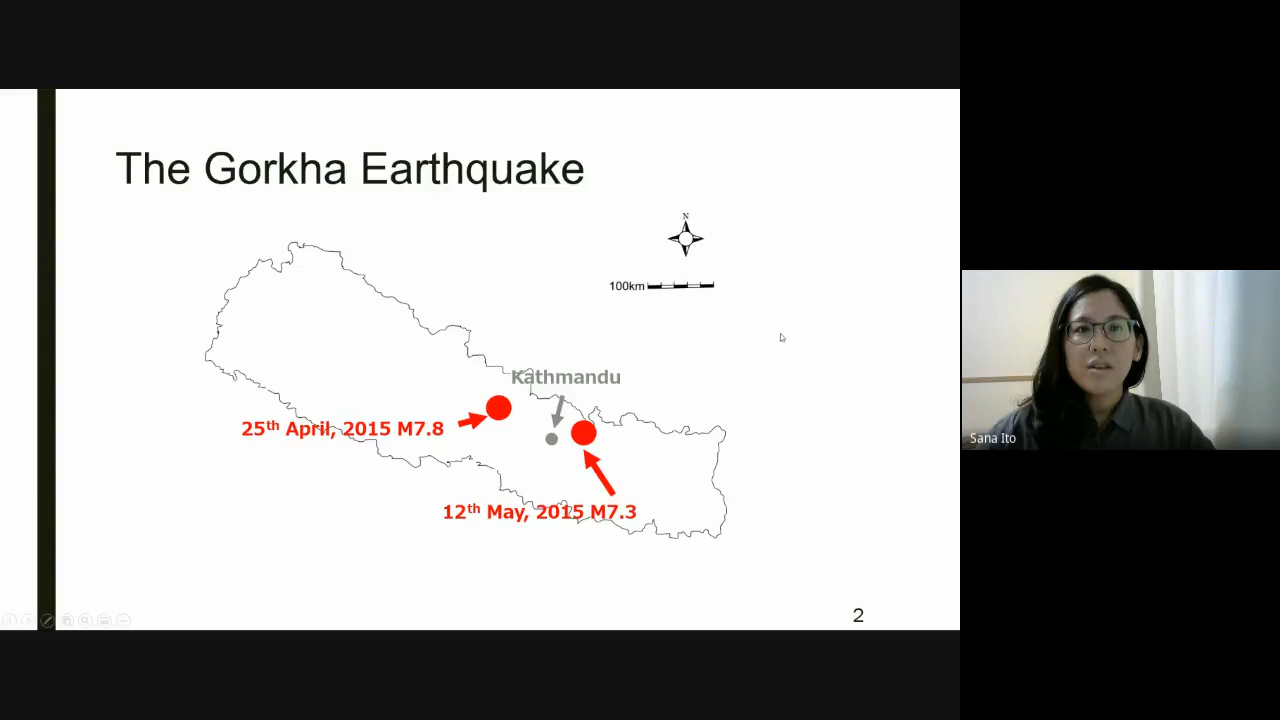 The Gorkha Earthquake
N
100km
Kathmandu
25th April, 2015 M7.8
12th May, 2015 M7.3
2
Sana Ito